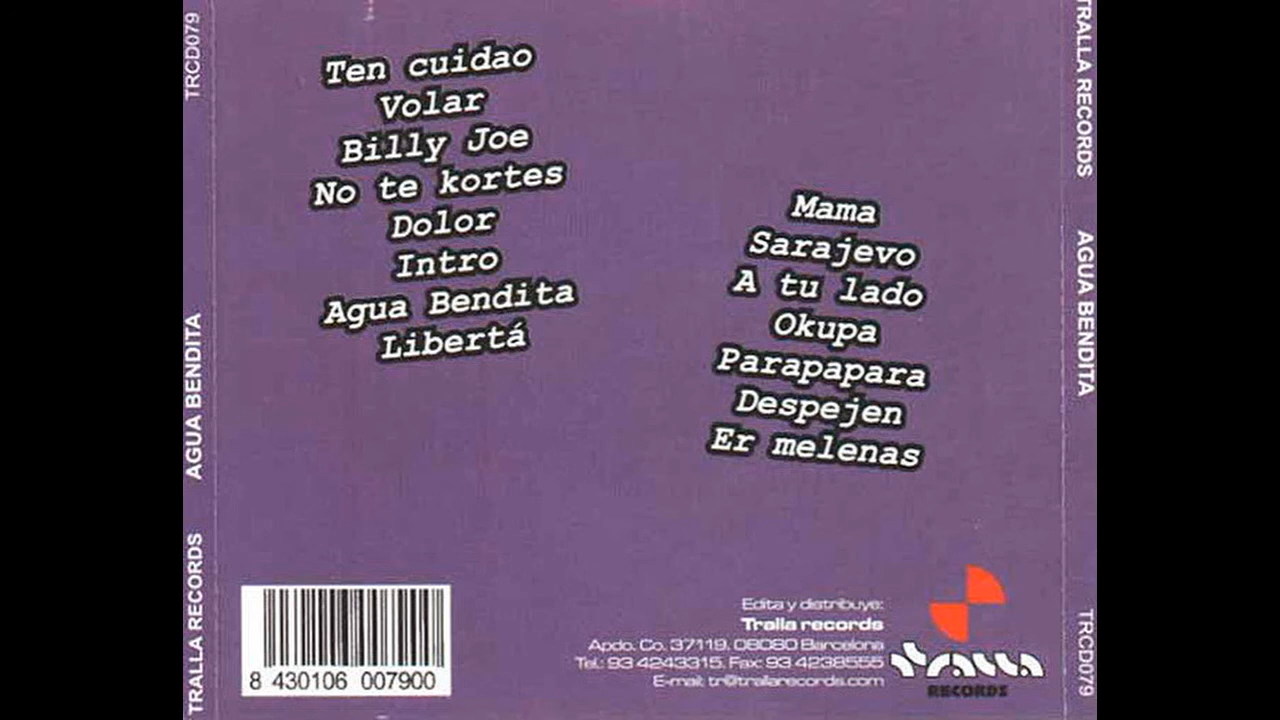 TRCD079
AGUA BENDITA
TRALLA RECORDS
Ten cuidao
Volar
Billy Joe
No te kortes
Dolor
Intro
Agua Bendita
Libertá
Mama
Sarajevo
A tu lado
Okupa
Parapapara
Despejen
Er melenas
8 430106 007900
Edita y distribuye:
Tralla records
Apdo. Co. 37119, 08080 Barcelona
Tel.: 93 4243315. Fax: 93 4238555
E-mail: tr@trallarecords.com
tralla
RECORDS
TRALLA RECORDS
AGUA BENDITA
TRCD079